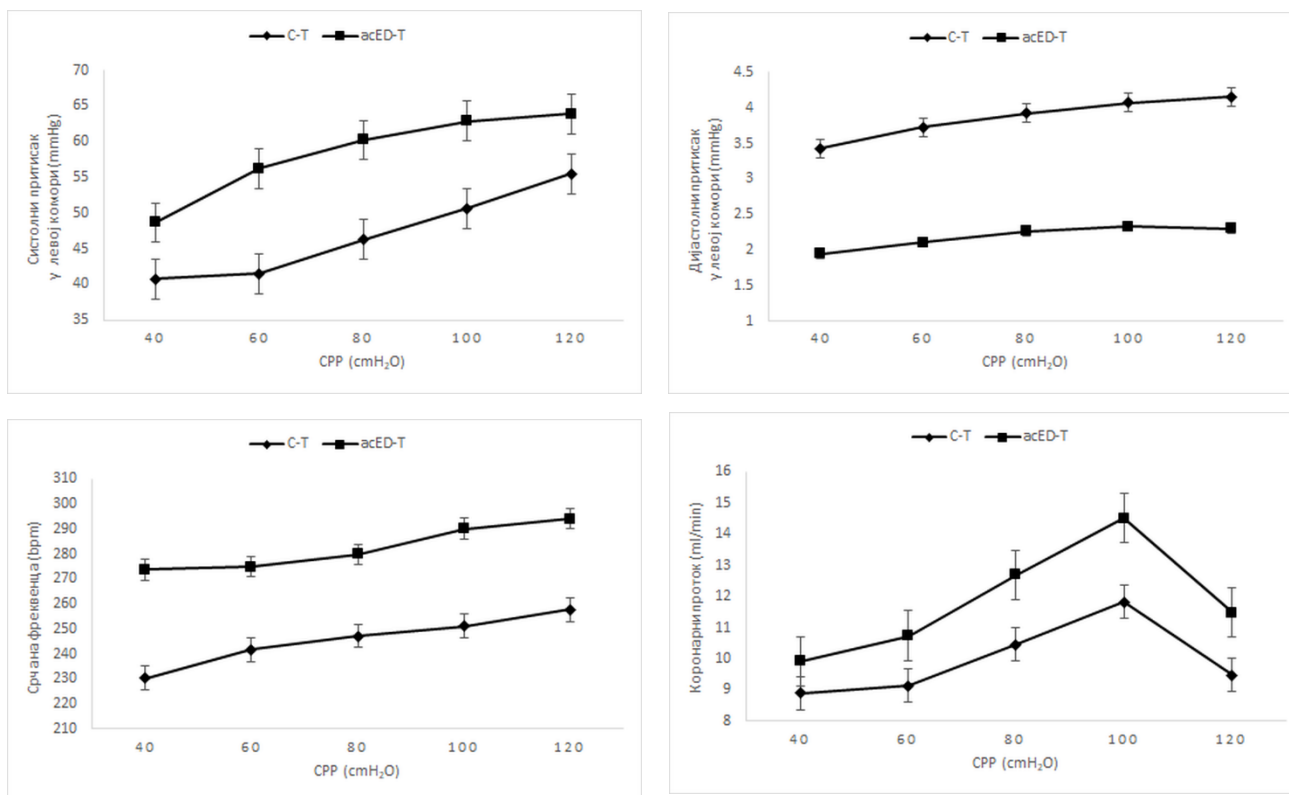 C-T acED-T
Систолни притисак
у левој комори (mmHg)
70
65
60
55
50
45
40
35
40 60 80 100 120
CPP (cmH₂O)
C-T acED-T
Дијастолни притисак
у левој комори (mmHg)
4.5
4
3.5
3
2.5
2
1.5
1
40 60 80 100 120
CPP (cmH₂O)
C-T acED-T
Срчана фреквенца (bpm)
310
300
290
280
270
260
250
240
230
220
210
40 60 80 100 120
CPP (cmH₂O)
C-T acED-T
Коронарни проток (ml/min)
16
15
14
13
12
11
10
9
8
40 60 80 100 120
CPP (cmH₂O)